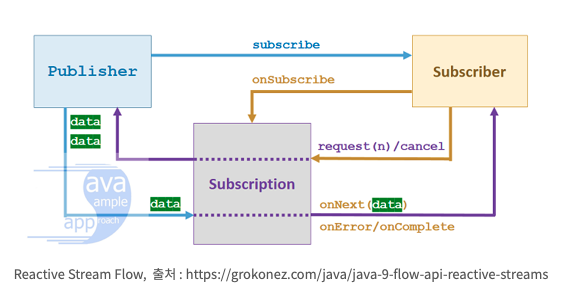 subscribe
Publisher
Subscriber
onSubscribe
data
data
request(n)/cancel
Subscription
ava
ample
app roach
data
onNext(data)
onError/onComplete
Reactive Stream Flow, 출처 : https://grokonez.com/java/java-9-flow-api-reactive-streams